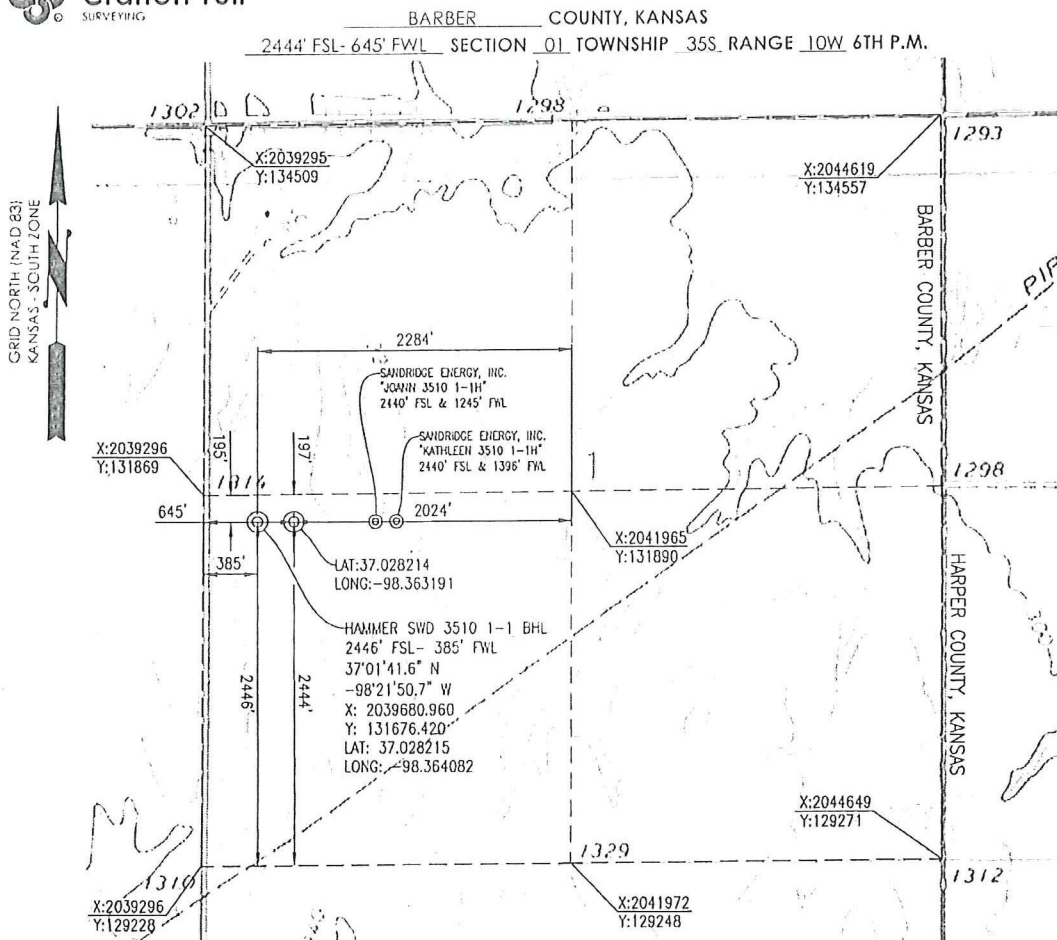 SURVEYING
BARBER COUNTY, KANSAS
2444' FSL- 645' FWL SECTION 01 TOWNSHIP 35S RANGE 10W 6TH P.M.
1302
1298
1293
X:2039295
Y:134509
X:2044619
Y:134557
GRID NORTH (NAD 83)
KANSAS - SOUTH ZONE
N
BARBER COUNTY, KANSAS
2284'
SANDRIDGE ENERGY, INC.
"JOANN 3510 1-1H"
2440' FSL & 1245' FWL
SANDRIDGE ENERGY, INC.
"KATHLEEN 3510 1-1H"
2440' FSL & 1396' FWL
X:2039296
Y:131869
195'
197'
1314
1
1298
645'
2024'
X:2041965
Y:131890
385'
LAT:37.028214
LONG:-98.363191
HAMMER SWD 3510 1-1 BHL
2446' FSL- 385' FWL
37°01'41.6" N
-98°21'50.7" W
X: 2039680.960
Y: 131676.420
LAT: 37.028215
LONG: -98.364082
2446'
2444'
HARPER COUNTY, KANSAS
X:2044649
Y:129271
1310
1329
1312
X:2039296
Y:129228
X:2041972
Y:129248